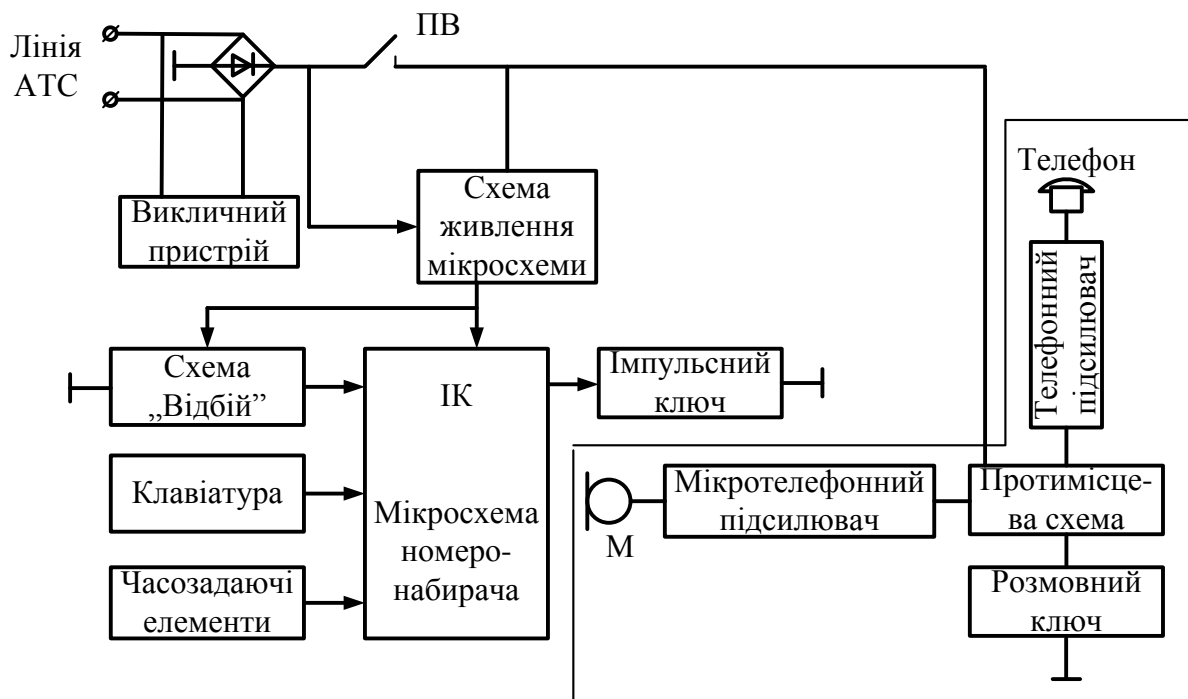 ПВ
Лінія
АТС
Телефон
Викличний
пристрій
Схема
живлення
мікросхеми
Телефонний
підсилювач
Схема
„Відбій”
ІК
Імпульсний
ключ
Клавіатура
Мікросхема
номеро-
набирача
М
Мікротелефонний
підсилювач
Протимісце-
ва схема
Часозадаючі
елементи
Розмовний
ключ